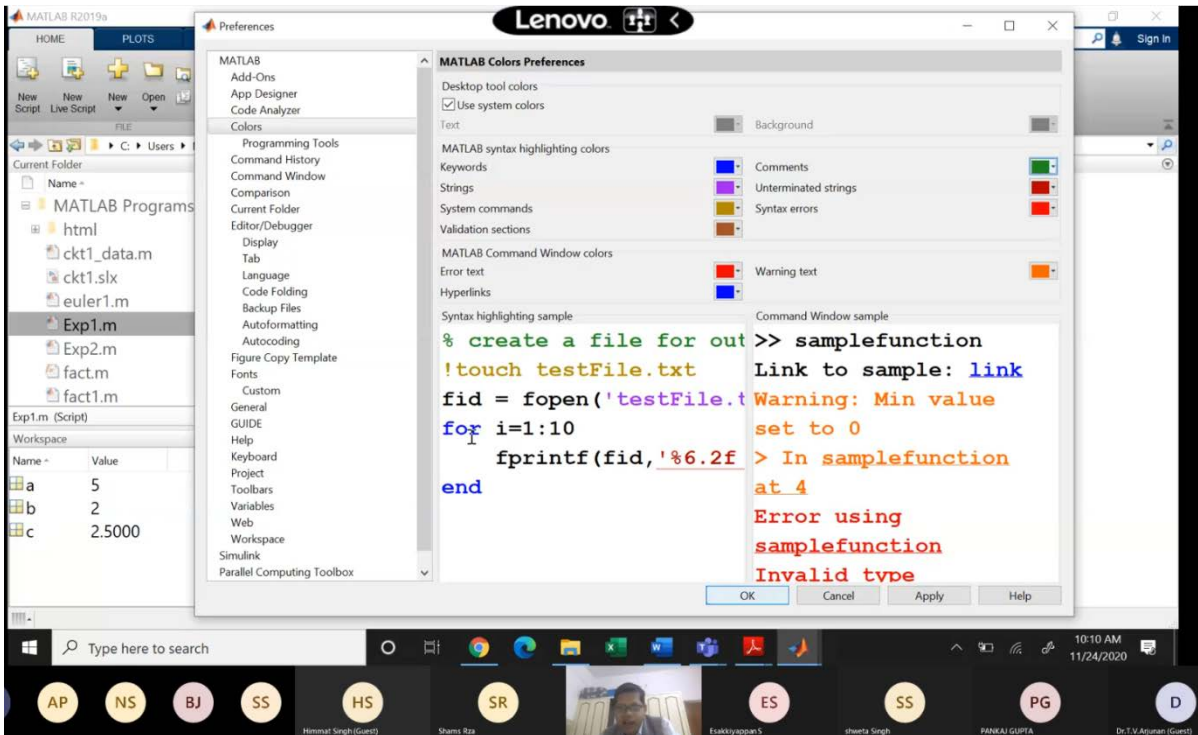 MATLAB R2019a
HOME
PLOTS
Sign In
New Script
New Live Script
New
Open
FILE
C: ▸ Users ▸
Current Folder
Name
MATLAB Programs
html
ckt1_data.m
ckt1.slx
euler1.m
Exp1.m
Exp2.m
fact.m
fact1.m
Exp1.m (Script)
Workspace
Name Value
a 5
b 2
c 2.5000
Lenovo
Preferences
MATLAB
Add-Ons
App Designer
Code Analyzer
Colors
Programming Tools
Command History
Command Window
Comparison
Current Folder
Editor/Debugger
Display
Tab
Language
Code Folding
Backup Files
Autoformatting
Autocoding
Figure Copy Template
Fonts
Custom
General
GUIDE
Help
Keyboard
Project
Toolbars
Variables
Web
Workspace
Simulink
Parallel Computing Toolbox
MATLAB Colors Preferences
Desktop tool colors
Use system colors
Text Background
MATLAB syntax highlighting colors
Keywords Comments
Strings Unterminated strings
System commands Syntax errors
Validation sections
MATLAB Command Window colors
Error text Warning text
Hyperlinks
Syntax highlighting sample
% create a file for out
!touch testFile.txt
fid = fopen('testFile.t
for i=1:10
fprintf(fid,'%6.2f
end
Command Window sample
>> samplefunction
Link to sample: link
Warning: Min value
set to 0
> In samplefunction
at 4
Error using
samplefunction
Invalid type
OK Cancel Apply Help
Type here to search
10:10 AM
11/24/2020
AP
NS
BJ
SS
HS
Himmat Singh (Guest)
SR
Shams Rza
ES
Esakkiyappan S
SS
shweta Singh
PG
PANKAJ GUPTA
D
Dr.T.V.Arjunan (Guest)